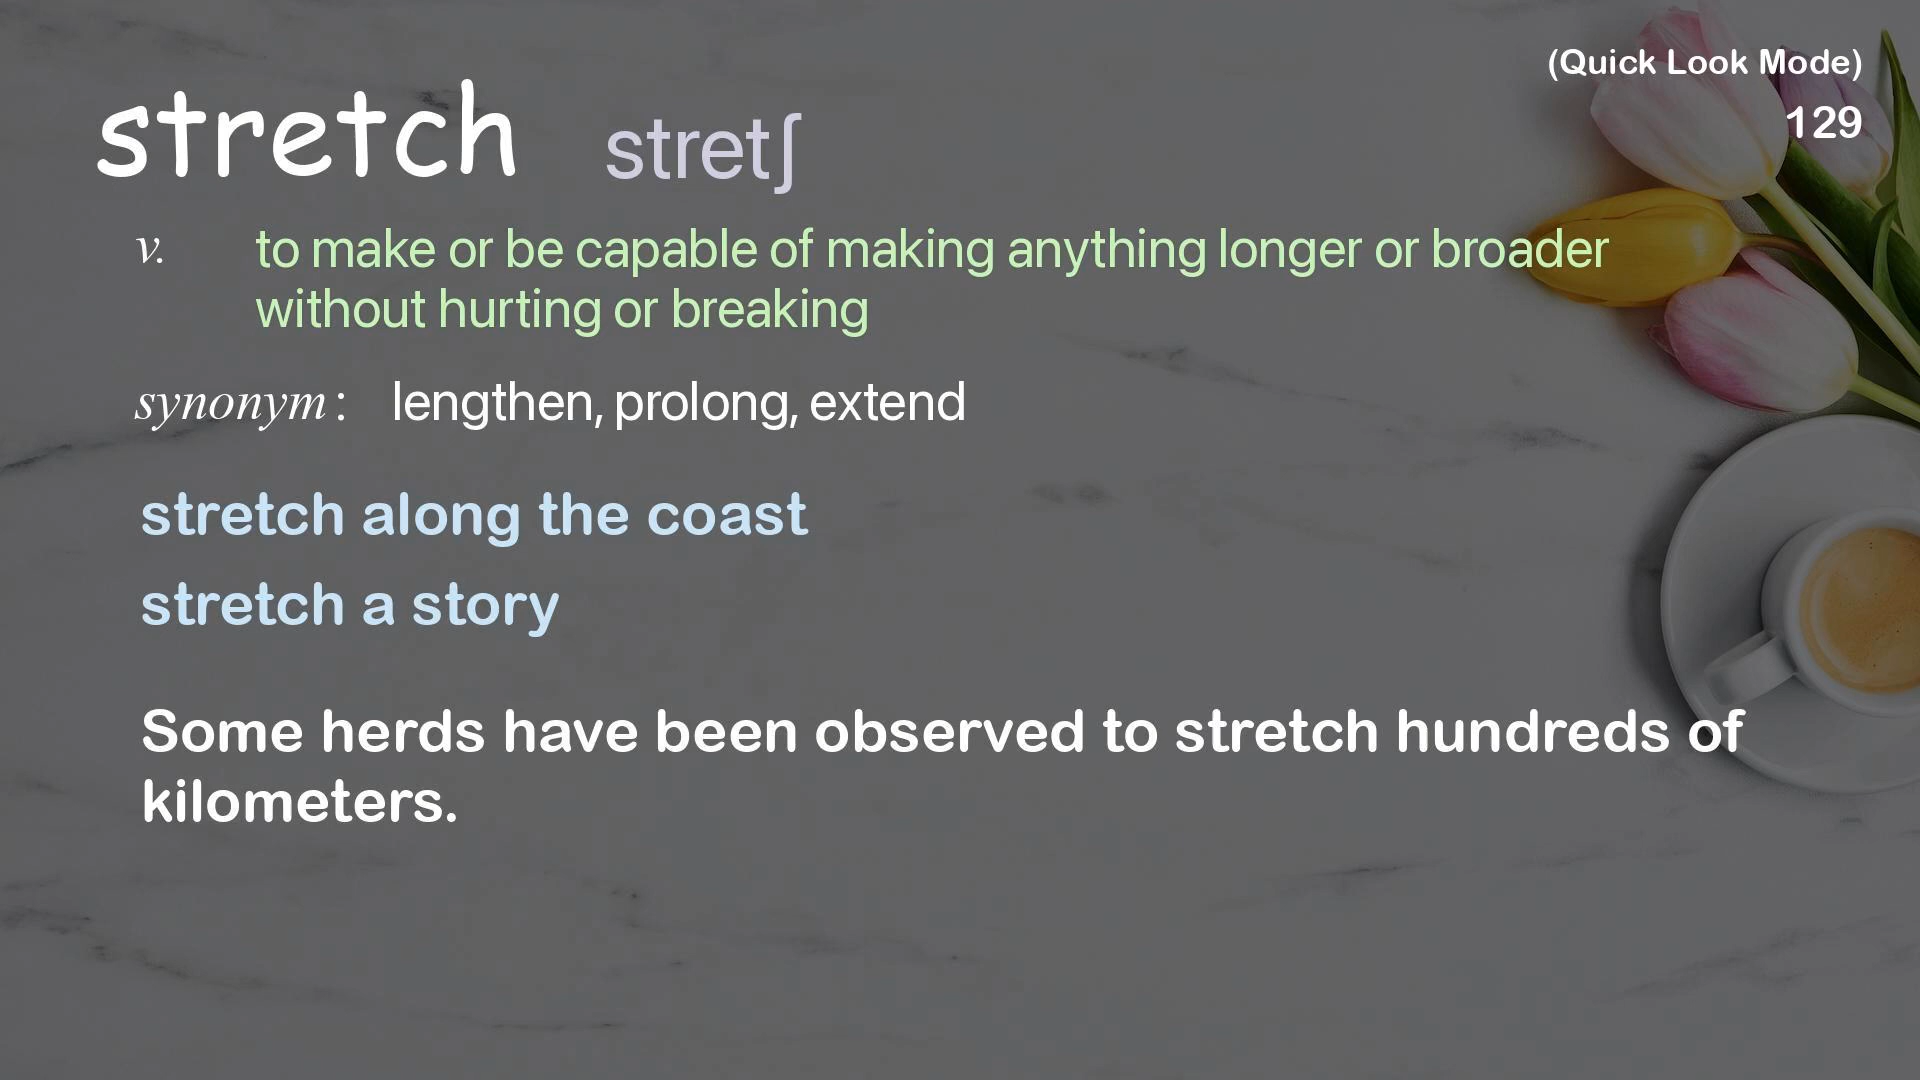 (Quick Look Mode)
129
stretch stretʃ
v. to make or be capable of making anything longer or broader
without hurting or breaking
synonym: lengthen, prolong, extend
stretch along the coast
stretch a story
Some herds have been observed to stretch hundreds of
kilometers.